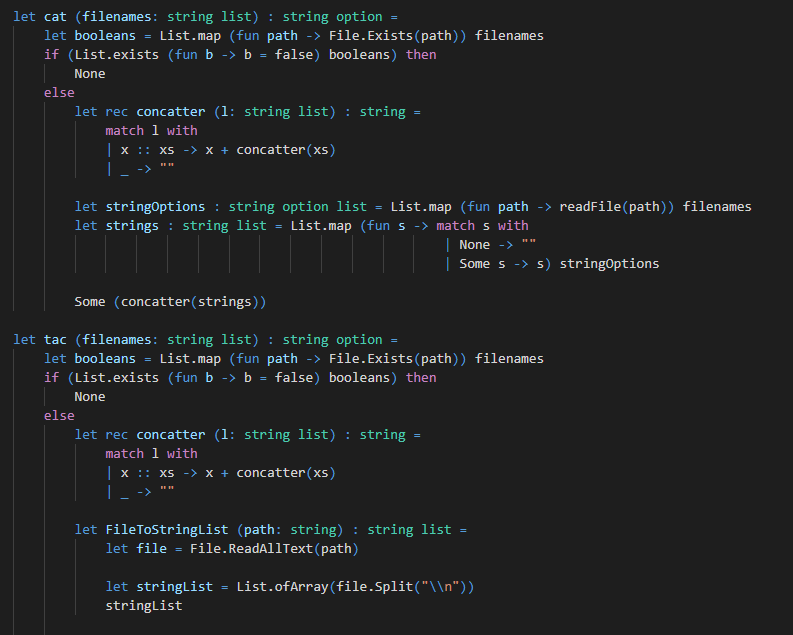 let cat (filenames: string list) : string option =
    let booleans = List.map (fun path -> File.Exists(path)) filenames
    if (List.exists (fun b -> b = false) booleans) then
        None
    else
        let rec concatter (l: string list) : string =
            match l with
            | x :: xs -> x + concatter(xs)
            | _ -> ""
        let stringOptions : string option list = List.map (fun path -> readFile(path)) filenames
        let strings : string list = List.map (fun s -> match s with
                                                        | None -> ""
                                                        | Some s -> s) stringOptions
        Some (concatter(strings))
let tac (filenames: string list) : string option =
    let booleans = List.map (fun path -> File.Exists(path)) filenames
    if (List.exists (fun b -> b = false) booleans) then
        None
    else
        let rec concatter (l: string list) : string =
            match l with
            | x :: xs -> x + concatter(xs)
            | _ -> ""
        let FileToStringList (path: string) : string list =
            let file = File.ReadAllText(path)
            let stringList = List.ofArray(file.Split("\\n"))
            stringList